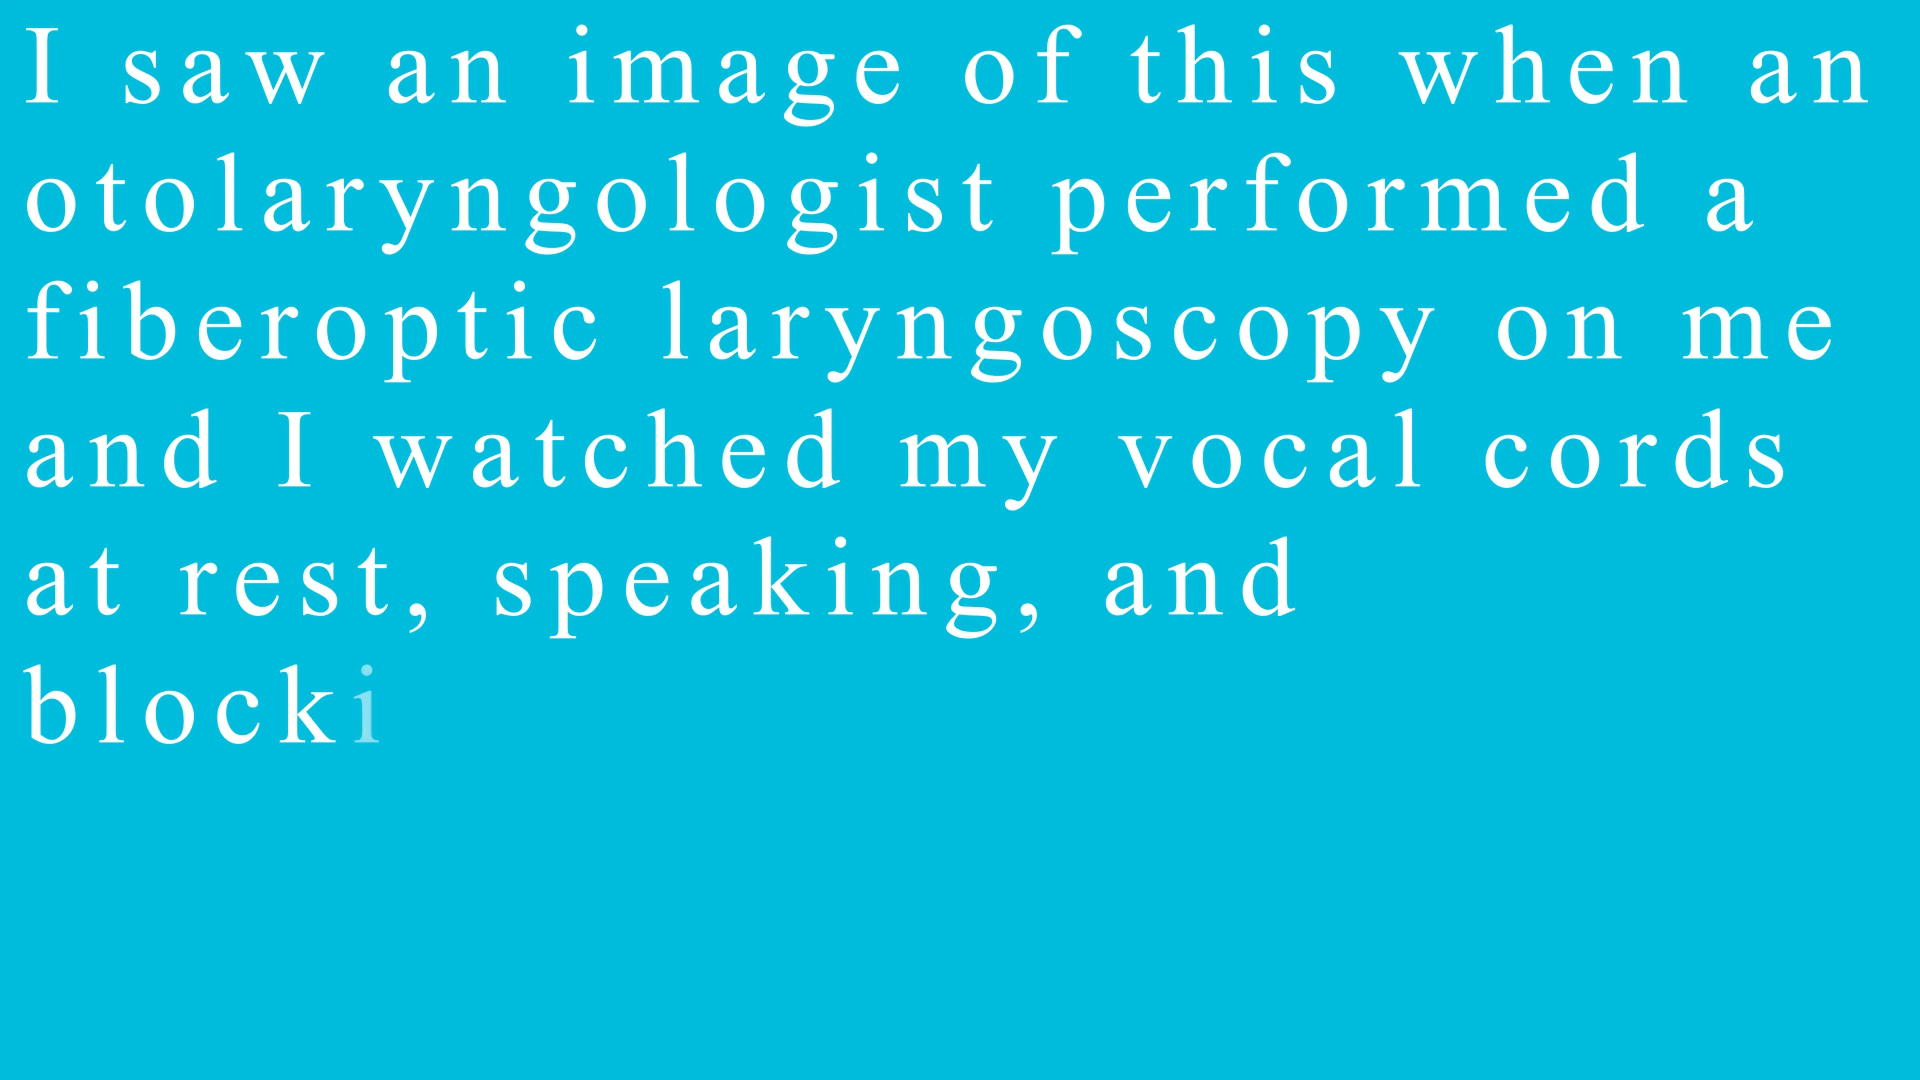 I saw an image of this when an
otolaryngologist performed a
fiberoptic laryngoscopy on me
and I watched my vocal cords
at rest, speaking, and
blocki